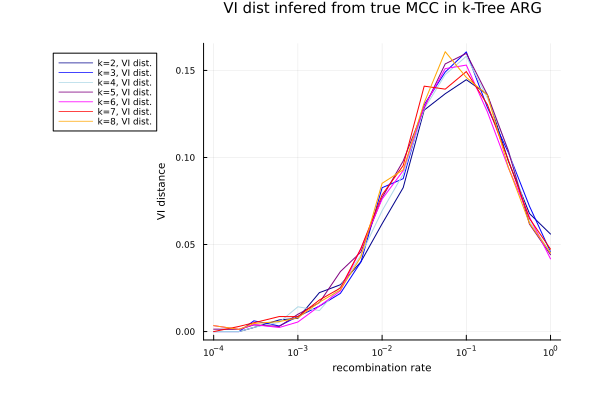 VI dist infered from true MCC in k-Tree ARG
k=2, VI dist.
k=3, VI dist.
k=4, VI dist.
k=5, VI dist.
k=6, VI dist.
k=7, VI dist.
k=8, VI dist.
VI distance
0.15
0.10
0.05
0.00
10⁻⁴ 10⁻³ 10⁻² 10⁻¹ 10⁰
recombination rate